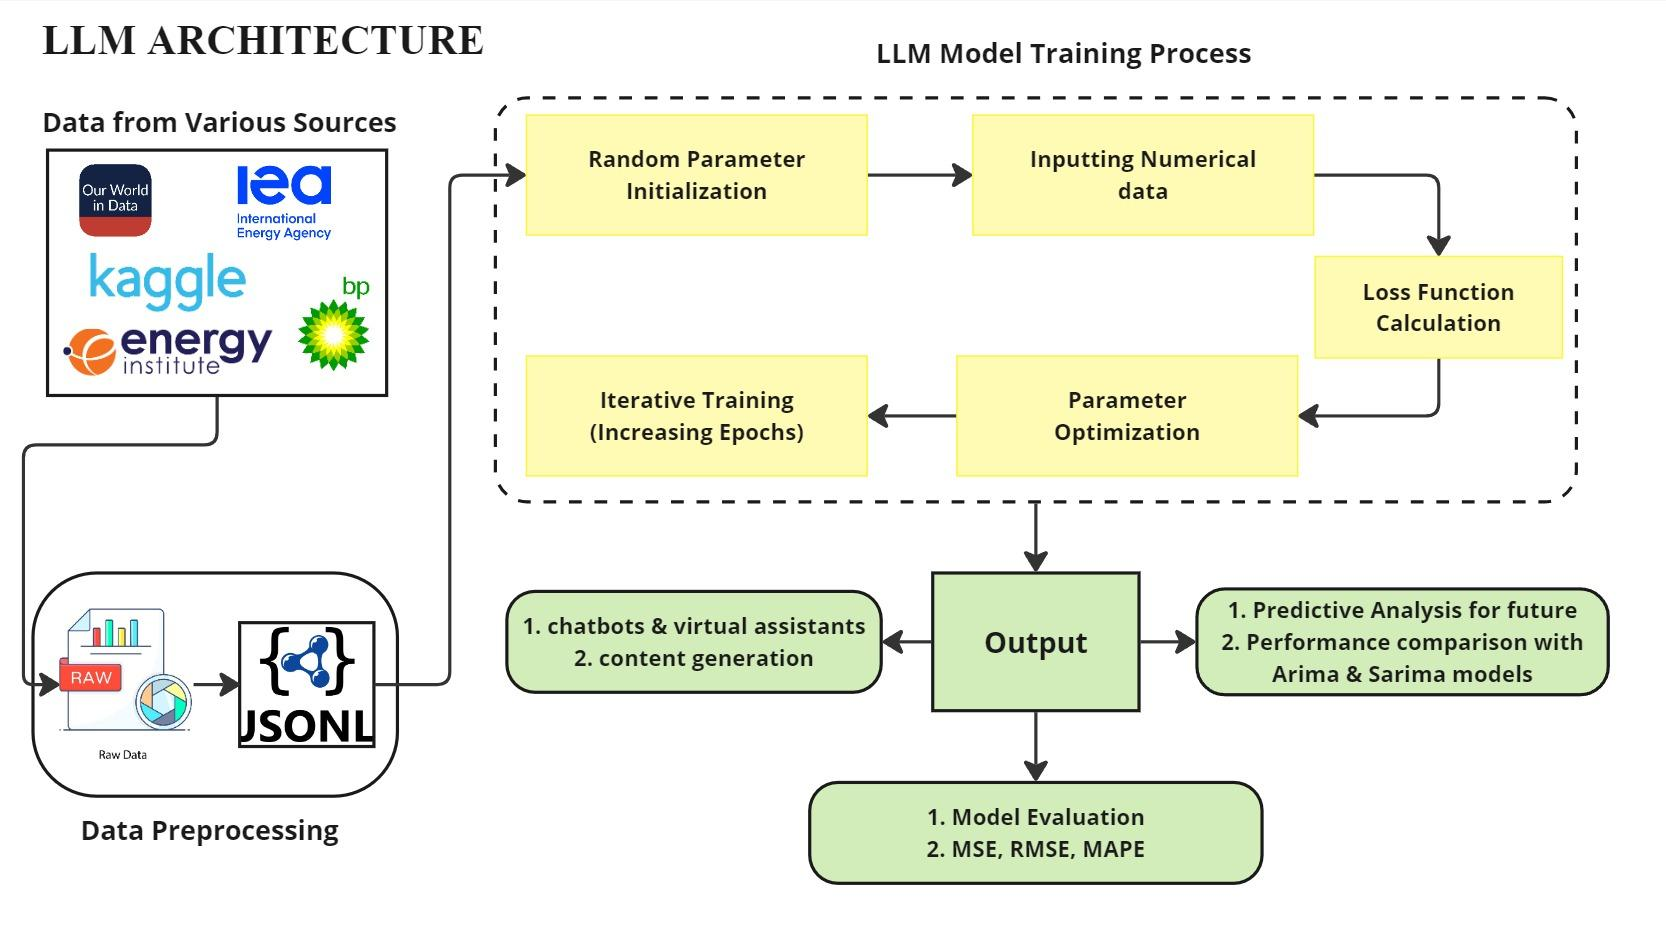 LLM ARCHITECTURE
LLM Model Training Process
Data from Various Sources
Our World
in Data
iea
International
Energy Agency
kaggle
bp
energy
institute
Random Parameter
Initialization
Inputting Numerical
data
Loss Function
Calculation
Parameter
Optimization
Iterative Training
(Increasing Epochs)
RAW
Raw Data
{ }
JSONL
Data Preprocessing
Output
1. chatbots & virtual assistants
2. content generation
1. Predictive Analysis for future
2. Performance comparison with
Arima & Sarima models
1. Model Evaluation
2. MSE, RMSE, MAPE